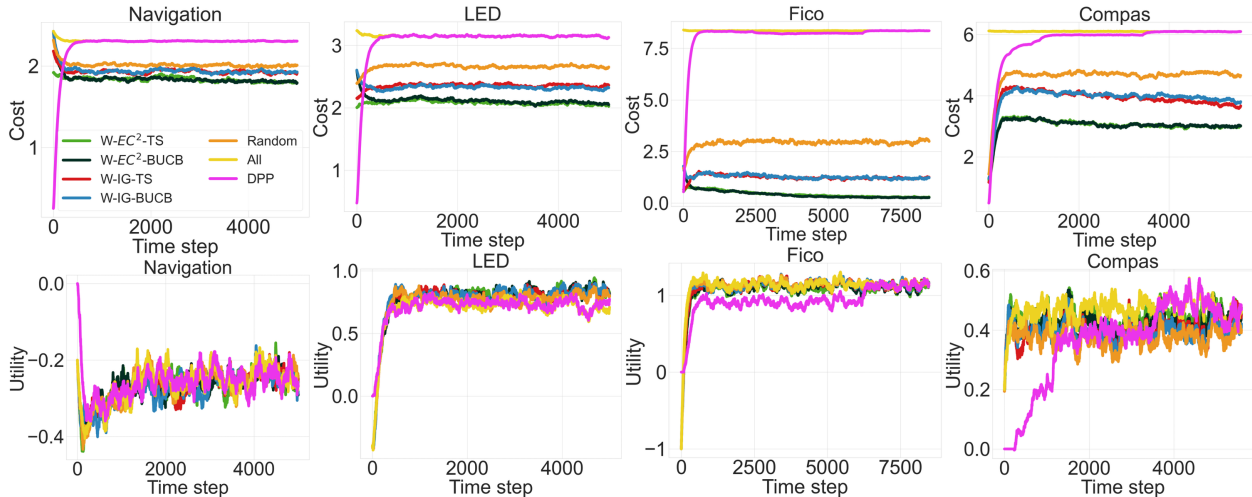 Navigation
LED
Fico
Compas
Cost
2
1
W-EC²-TS
W-EC²-BUCB
W-IG-TS
W-IG-BUCB
Random
All
DPP
0
2000
4000
Time step
Cost
3
2
1
0
2000
4000
Time step
Cost
7.5
5.0
2.5
0.0
0
2500
5000
7500
Time step
Cost
6
4
2
0
2000
4000
Time step
Navigation
LED
Fico
Compas
Utility
0.0
−0.2
−0.4
0
2000
4000
Time step
Utility
1.0
0.5
0.0
0
2000
4000
Time step
Utility
1
0
−1
0
2500
5000
7500
Time step
Utility
0.6
0.4
0.2
0.0
0
2000
4000
Time step